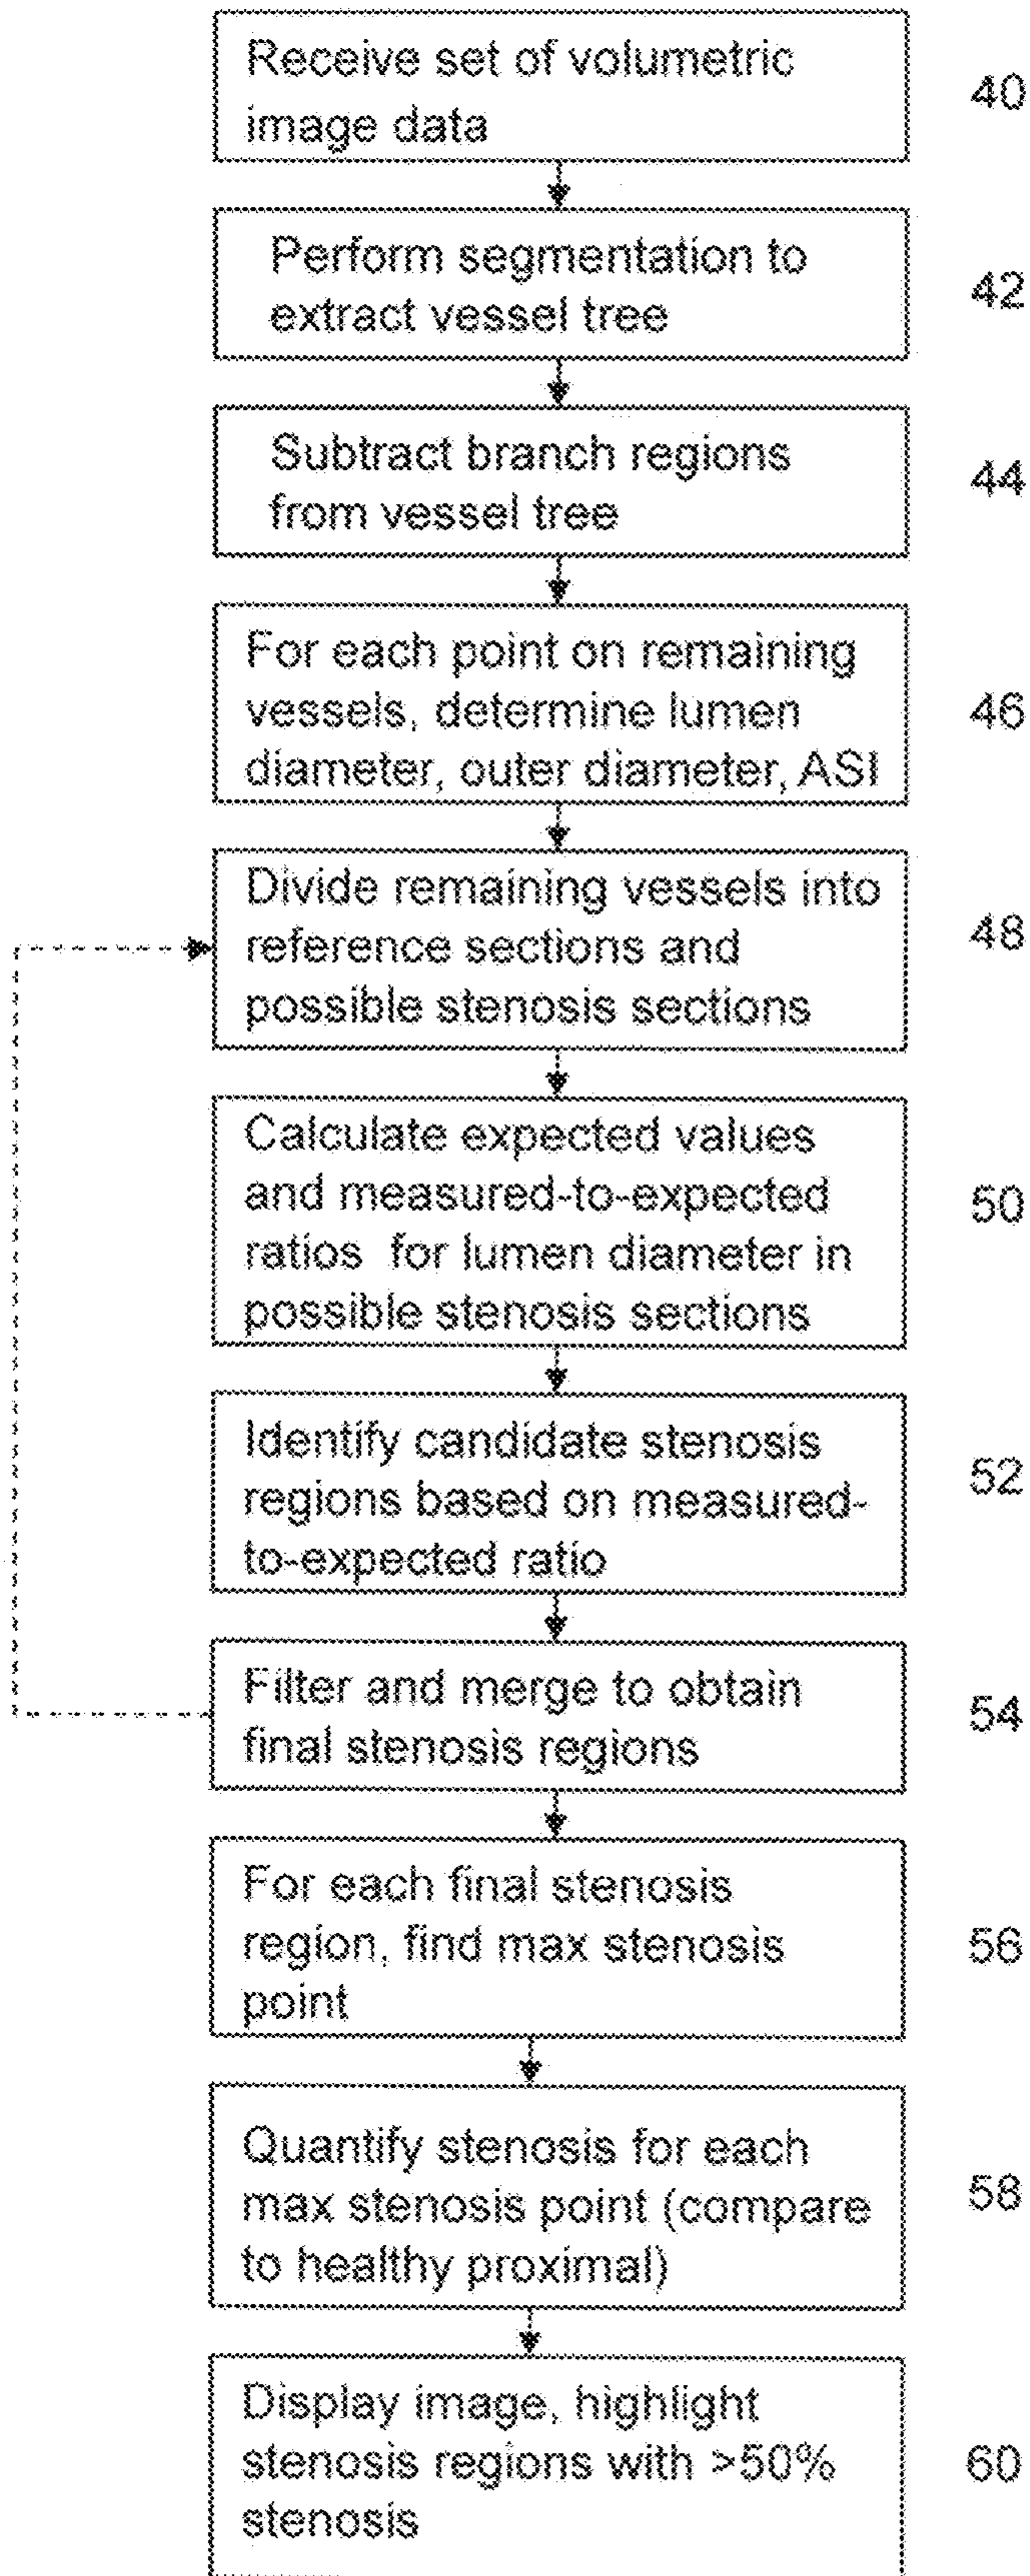 Receive set of volumetric
image data
40
Perform segmentation to
extract vessel tree
42
Subtract branch regions
from vessel tree
44
For each point on remaining
vessels, determine lumen
diameter, outer diameter, ASI
46
Divide remaining vessels into
reference sections and
possible stenosis sections
48
Calculate expected values
and measured-to-expected
ratios for lumen diameter in
possible stenosis sections
50
Identify candidate stenosis
regions based on measured-
to-expected ratio
52
Filter and merge to obtain
final stenosis regions
54
For each final stenosis
region, find max stenosis
point
56
Quantify stenosis for each
max stenosis point (compare
to healthy proximal)
58
Display image, highlight
stenosis regions with >50%
stenosis
60